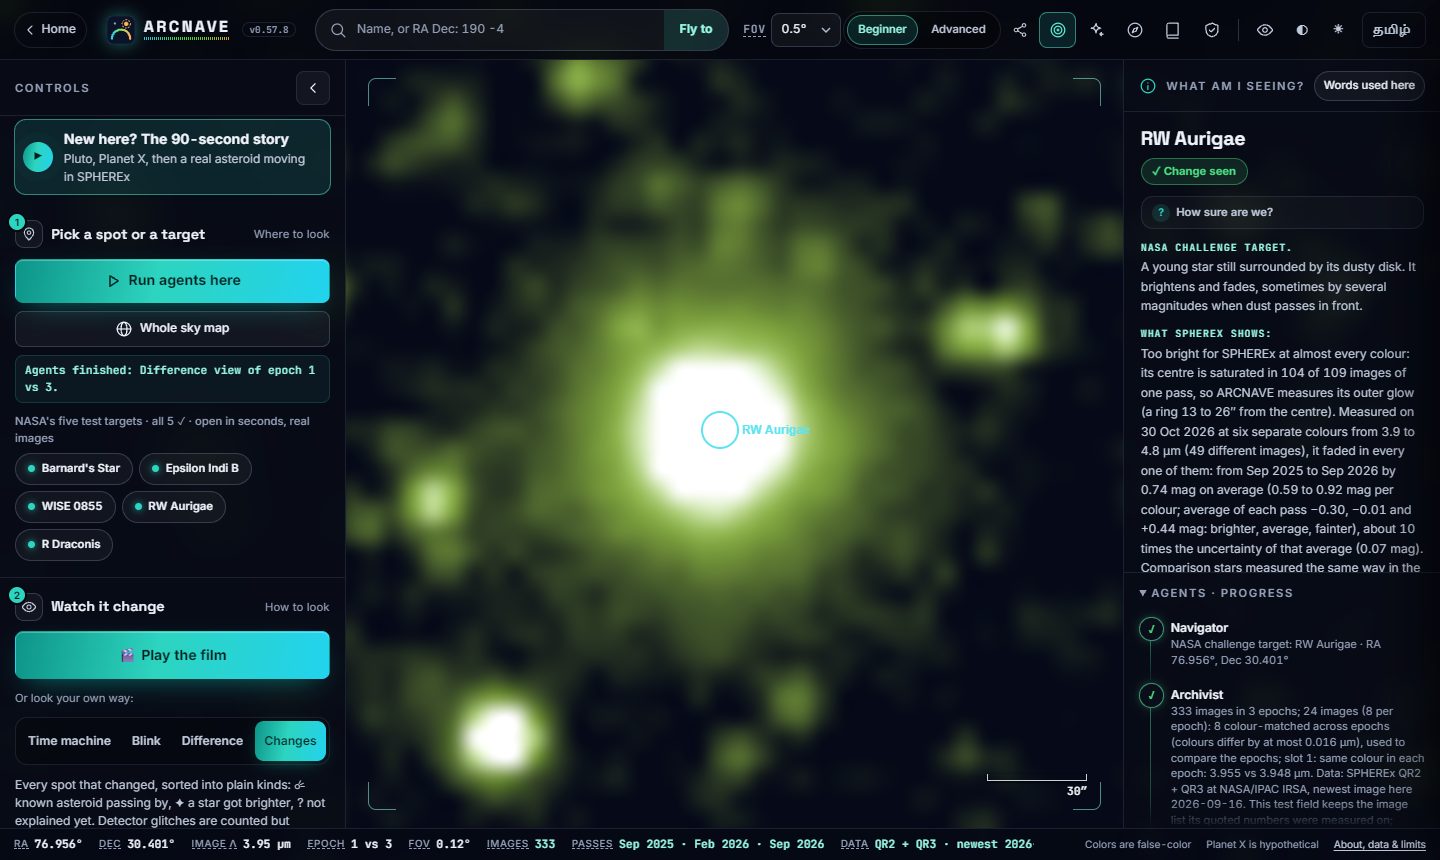 Home
ARCNAVE
v0.57.8
Name, or RA Dec: 190 -4
Fly to
FOV
0.5°
Beginner
Advanced
தமிழ்
CONTROLS
New here? The 90-second story
Pluto, Planet X, then a real asteroid moving
in SPHEREx
1
Pick a spot or a target
Where to look
Run agents here
Whole sky map
Agents finished: Difference view of epoch 1
vs 3.
NASA's five test targets · all 5 ✓ · open in seconds, real
images
Barnard's Star
Epsilon Indi B
WISE 0855
RW Aurigae
R Draconis
2
Watch it change
How to look
Play the film
Or look your own way:
Time machine
Blink
Difference
Changes
Every spot that changed, sorted into plain kinds: ☄
known asteroid passing by, ✦ a star got brighter, ? not
explained yet. Detector glitches are counted but
RW Aurigae
30″
WHAT AM I SEEING?
Words used here
RW Aurigae
✓ Change seen
? How sure are we?
NASA CHALLENGE TARGET.
A young star still surrounded by its dusty disk. It
brightens and fades, sometimes by several
magnitudes when dust passes in front.
WHAT SPHEREX SHOWS:
Too bright for SPHEREx at almost every colour:
its centre is saturated in 104 of 109 images of
one pass, so ARCNAVE measures its outer glow
(a ring 13 to 26″ from the centre). Measured on
30 Oct 2026 at six separate colours from 3.9 to
4.8 µm (49 different images), it faded in every
one of them: from Sep 2025 to Sep 2026 by
0.74 mag on average (0.59 to 0.92 mag per
colour; average of each pass −0.30, −0.01 and
+0.44 mag: brighter, average, fainter), about 10
times the uncertainty of that average (0.07 mag).
Comparison stars measured the same way in the
▼ AGENTS · PROGRESS
✓ Navigator
NASA challenge target: RW Aurigae · RA
76.956°, Dec 30.401°
✓ Archivist
333 images in 3 epochs; 24 images (8 per
epoch): 8 colour-matched across epochs
(colours differ by at most 0.016 µm), used to
compare the epochs; slot 1: same colour in each
epoch: 3.955 vs 3.948 µm. Data: SPHEREx QR2
+ QR3 at NASA/IPAC IRSA, newest image here
2026-09-16. This test field keeps the image
list its quoted numbers were measured on;
RA 76.956° DEC 30.401° IMAGE Λ 3.95 µm EPOCH 1 vs 3 FOV 0.12° IMAGES 333 PASSES Sep 2025 · Feb 2026 · Sep 2026 DATA QR2 + QR3 · newest 2026
Colors are false-color
Planet X is hypothetical
About, data & limits